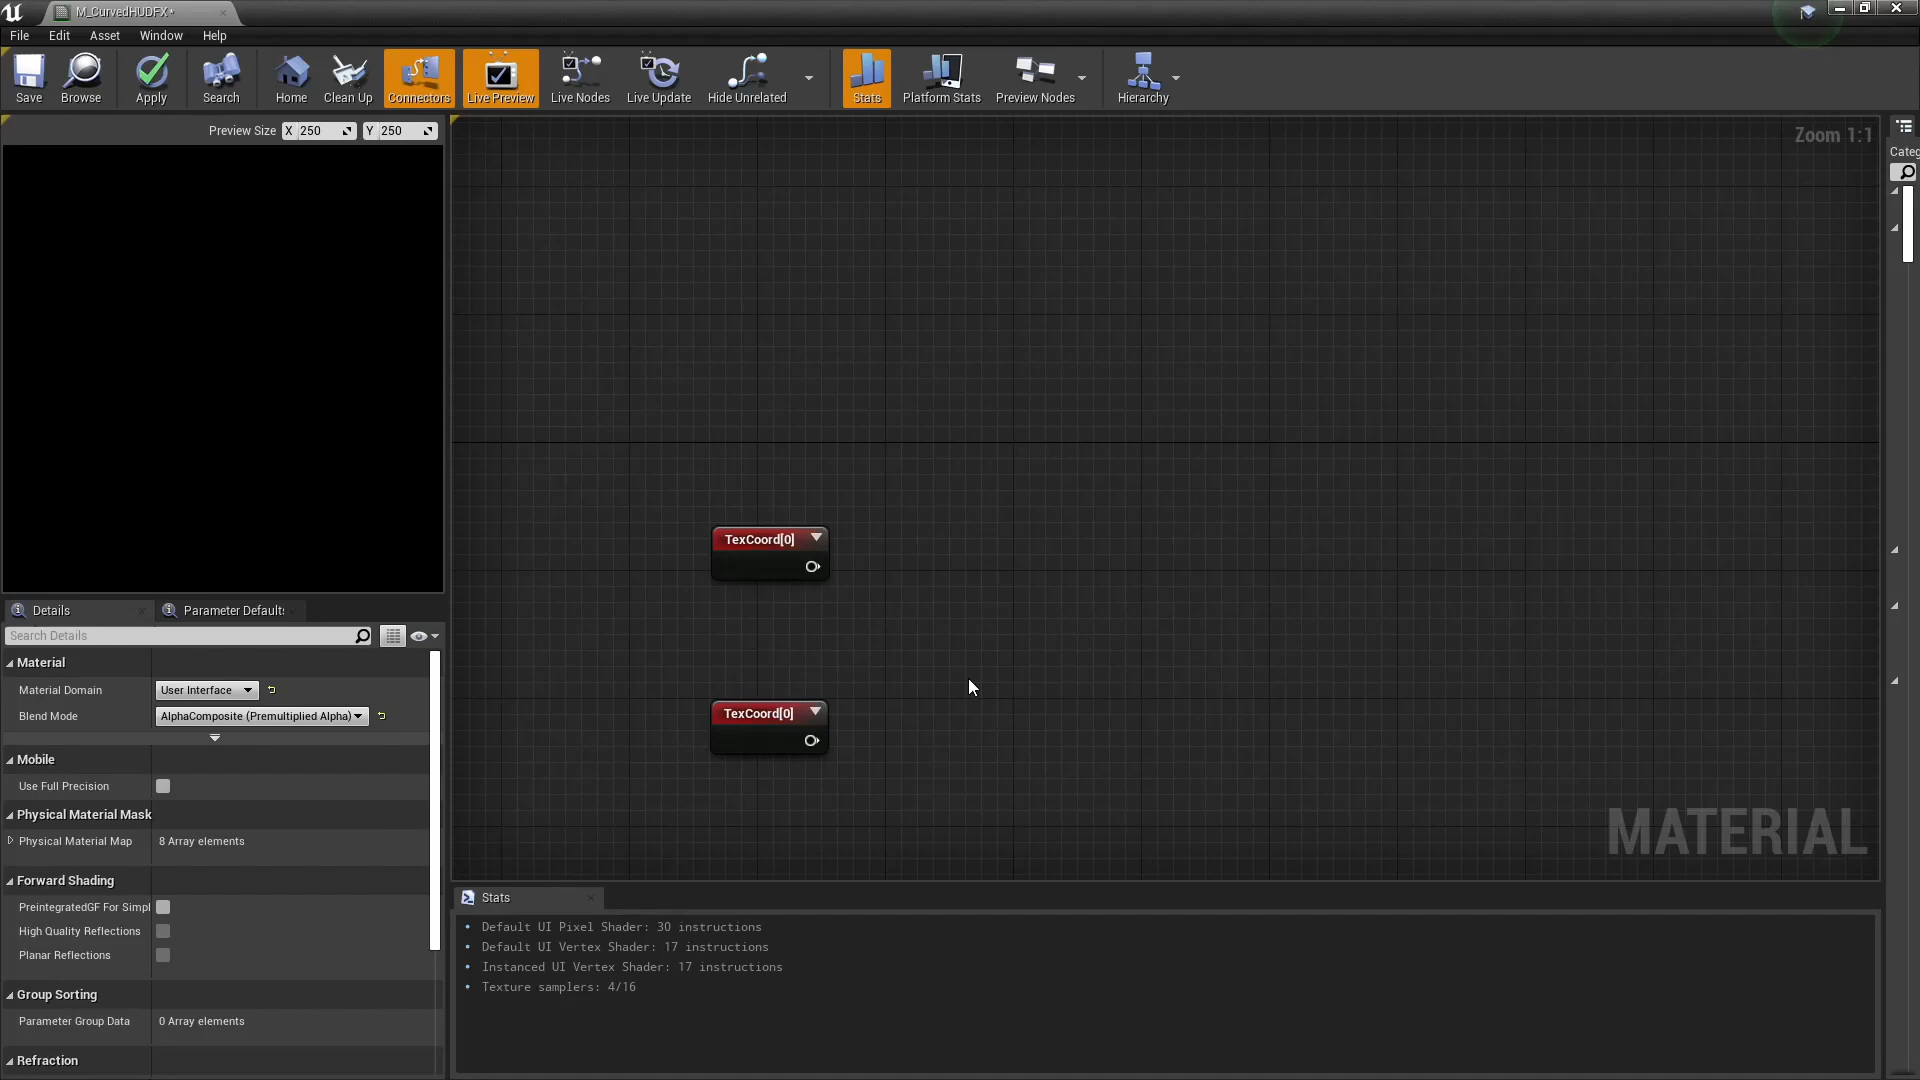 M_CurvedHUDFX*
File Edit Asset Window Help
Save Browse Apply Search Home Clean Up Connectors Live Preview Live Nodes Live Update Hide Unrelated Stats Platform Stats Preview Nodes Hierarchy
Preview Size X 250 Y 250
Zoom 1:1
Categ
TexCoord[0]
Details Parameter Defaults
Search Details
Material
Material Domain User Interface
Blend Mode AlphaComposite (Premultiplied Alpha)
TexCoord[0]
Mobile
Use Full Precision
Physical Material Mask
Physical Material Map 8 Array elements
MATERIAL
Forward Shading
PreintegratedGF For Simpl
High Quality Reflections
Planar Reflections
Group Sorting
Parameter Group Data 0 Array elements
Refraction
Stats
Default UI Pixel Shader: 30 instructions
Default UI Vertex Shader: 17 instructions
Instanced UI Vertex Shader: 17 instructions
Texture samplers: 4/16